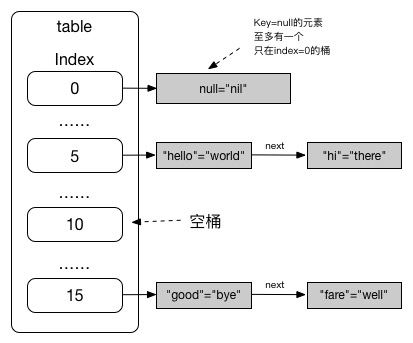 table
Index
0
Key=null的元素
至多有一个
只在index=0的桶
null="nil"
......
5
"hello"="world"
next
"hi"="there"
......
10
空桶
......
15
"good"="bye"
next
"fare"="well"